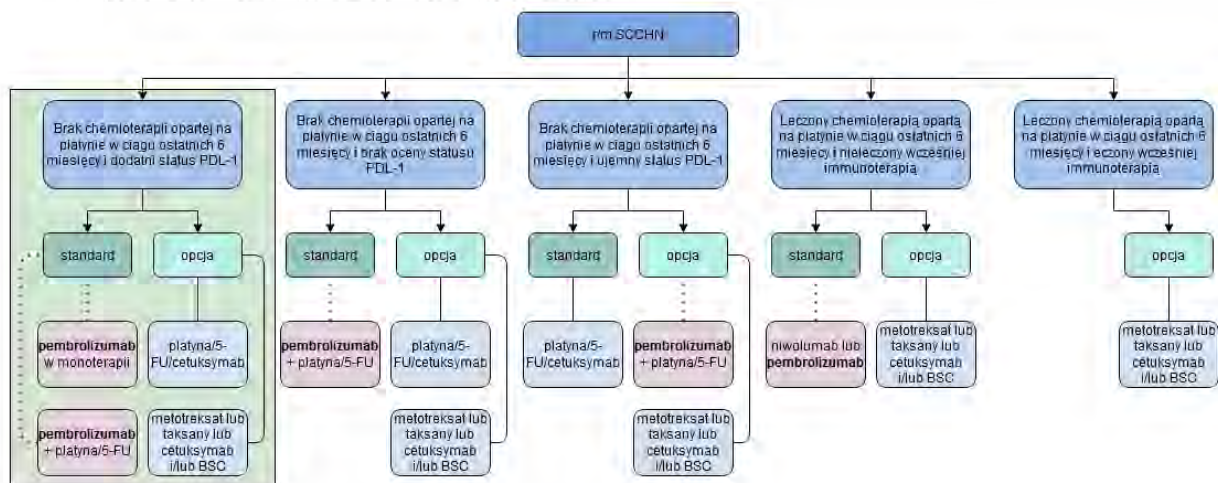 r/m SCCHN
Brak chemioterapii opartej na
platynie w ciągu ostatnich 6
miesięcy i dodatni status PDL-1
Brak chemioterapii opartej na
platynie w ciągu ostatnich 6
miesięcy i brak oceny statusu
PDL-1
Brak chemioterapii opartej na
platynie w ciągu ostatnich 6
miesięcy i ujemny status PDL-1
Leczony chemioterapią opartą
na platynie w ciągu ostatnich 6
miesięcy i nieleczony wcześniej
immunoterapią
Leczony chemioterapią opartą
na platynie w ciągu ostatnich 6
miesięcy i eczony wcześniej
immunoterapią
standard
opcja
standard
opcja
standard
opcja
standard
opcja
opcja
pembrolizumab
w monoterapii
platyna/5-
FU/cetuksymab
pembrolizumab
+ platyna/5-FU
platyna/5-
FU/cetuksymab
platyna/5-
FU/cetuksymab
pembrolizumab
+ platyna/5-FU
niwolumab lub
pembrolizumab
metotreksat lub
taksany lub
cetuksymab
i/lub BSC
metotreksat lub
taksany lub
cetuksymab
i/lub BSC
pembrolizumab
+ platyna/5-FU
metotreksat lub
taksany lub
cetuksymab
i/lub BSC
metotreksat lub
taksany lub
cetuksymab
i/lub BSC
metotreksat lub
taksany lub
cetuksymab
i/lub BSC